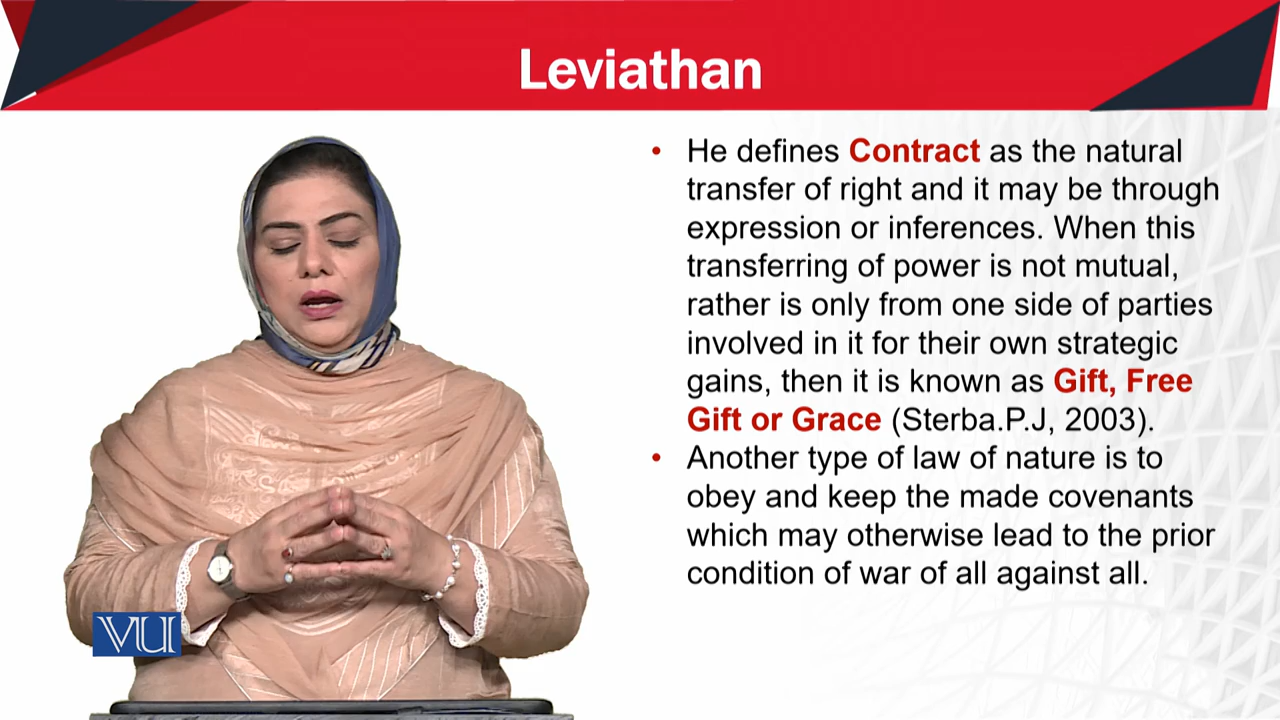 Leviathan
• He defines Contract as the natural
transfer of right and it may be through
expression or inferences. When this
transferring of power is not mutual,
rather is only from one side of parties
involved in it for their own strategic
gains, then it is known as Gift, Free
Gift or Grace (Sterba.P.J, 2003).
• Another type of law of nature is to
obey and keep the made covenants
which may otherwise lead to the prior
condition of war of all against all.
VU